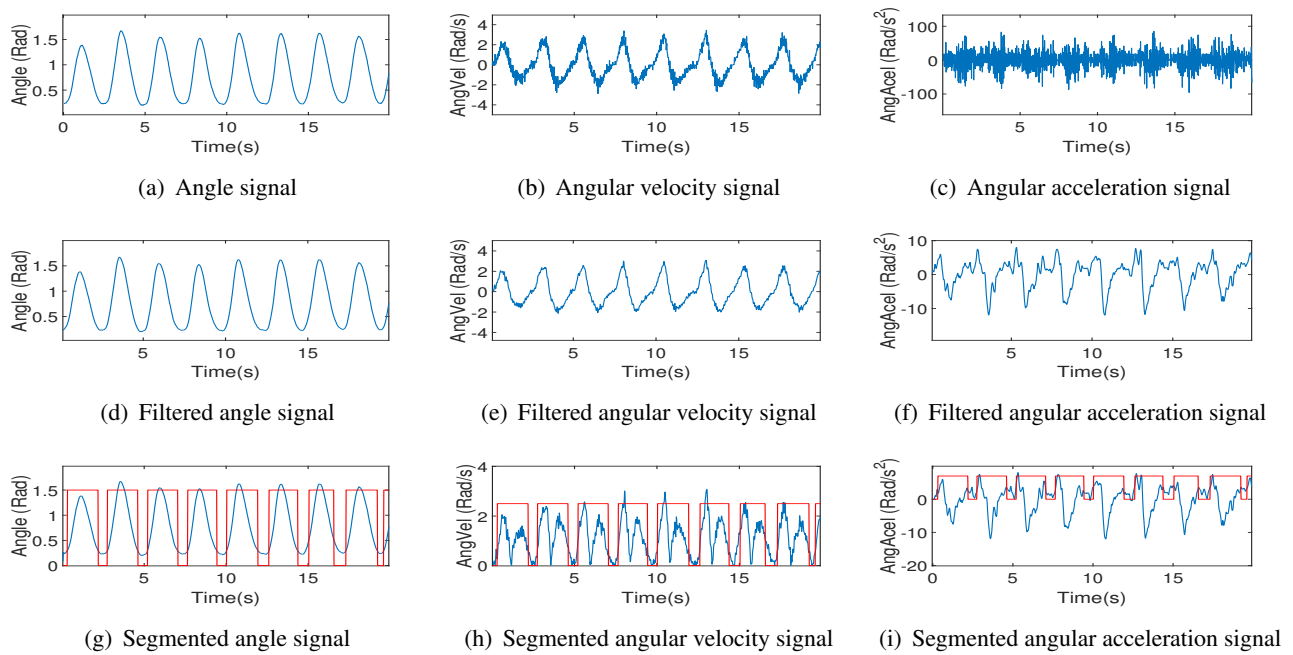 Angle (Rad)
1.5
1
0.5
0 5 10 15
Time(s)
(a) Angle signal
AngVel (Rad/s)
4
2
0
-2
-4
5 10 15
Time(s)
(b) Angular velocity signal
AngAcel (Rad/s²)
100
0
-100
5 10 15
Time(s)
(c) Angular acceleration signal
Angle (Rad)
1.5
1
0.5
5 10 15
Time(s)
(d) Filtered angle signal
AngVel (Rad/s)
4
2
0
-2
-4
5 10 15
Time(s)
(e) Filtered angular velocity signal
AngAcel (Rad/s²)
10
0
-10
5 10 15
Time(s)
(f) Filtered angular acceleration signal
Angle (Rad)
1.5
1
0.5
0
5 10 15
Time(s)
(g) Segmented angle signal
AngVel (Rad/s)
4
2
0
5 10 15
Time(s)
(h) Segmented angular velocity signal
AngAcel (Rad/s²)
10
0
-10
-20
0 5 10 15
Time(s)
(i) Segmented angular acceleration signal